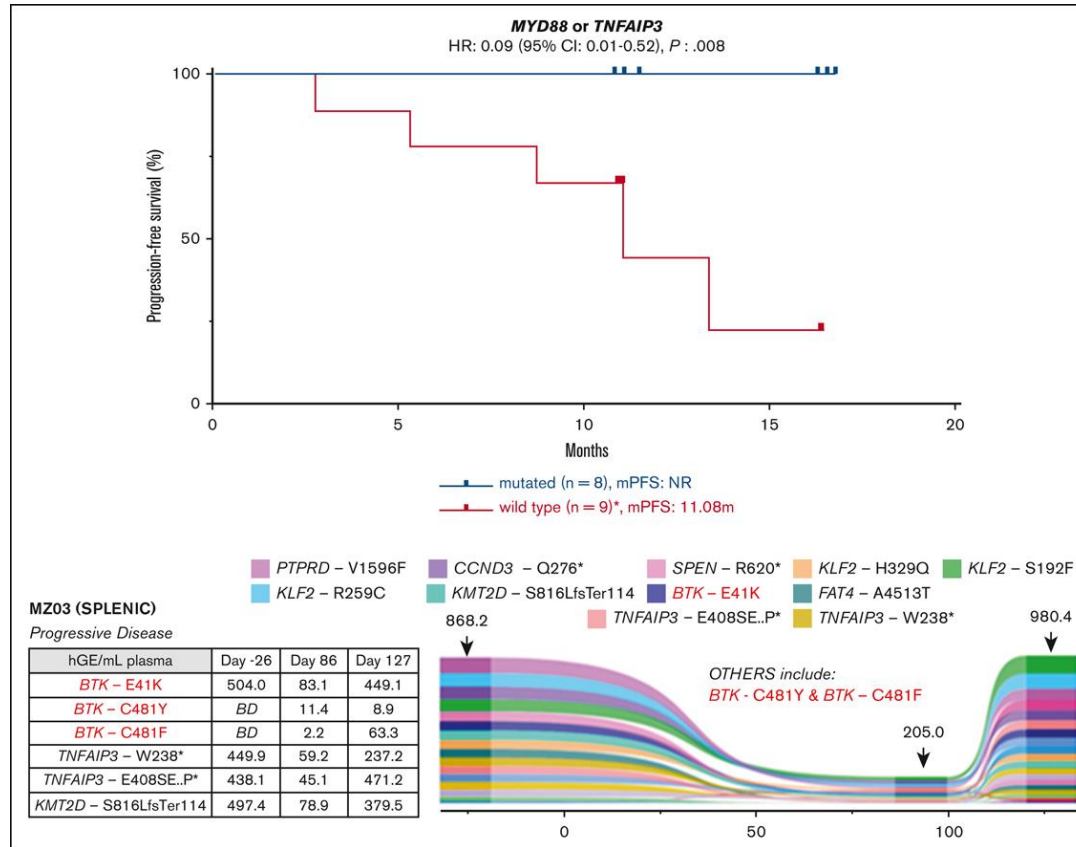 MYD88 or TNFAIP3
HR: 0.09 (95% CI: 0.01-0.52), P : .008
Progression-free survival (%)
100
50
0
0 5 10 15 20
Months
mutated (n = 8), mPFS: NR
wild type (n = 9)*, mPFS: 11.08m
PTPRD – V1596F CCND3 – Q276* SPEN – R620* KLF2 – H329Q KLF2 – S192F
KLF2 – R259C KMT2D – S816LfsTer114 BTK – E41K FAT4 – A4513T
TNFAIP3 – E408SE..P* TNFAIP3 – W238*
MZ03 (SPLENIC)
Progressive Disease
hGE/mL plasma Day -26 Day 86 Day 127
BTK – E41K 504.0 83.1 449.1
BTK – C481Y BD 11.4 8.9
BTK – C481F BD 2.2 63.3
TNFAIP3 – W238* 449.9 59.2 237.2
TNFAIP3 – E408SE..P* 438.1 45.1 471.2
KMT2D – S816LfsTer114 497.4 78.9 379.5
868.2
OTHERS include:
BTK - C481Y & BTK – C481F
205.0
980.4
0 50 100